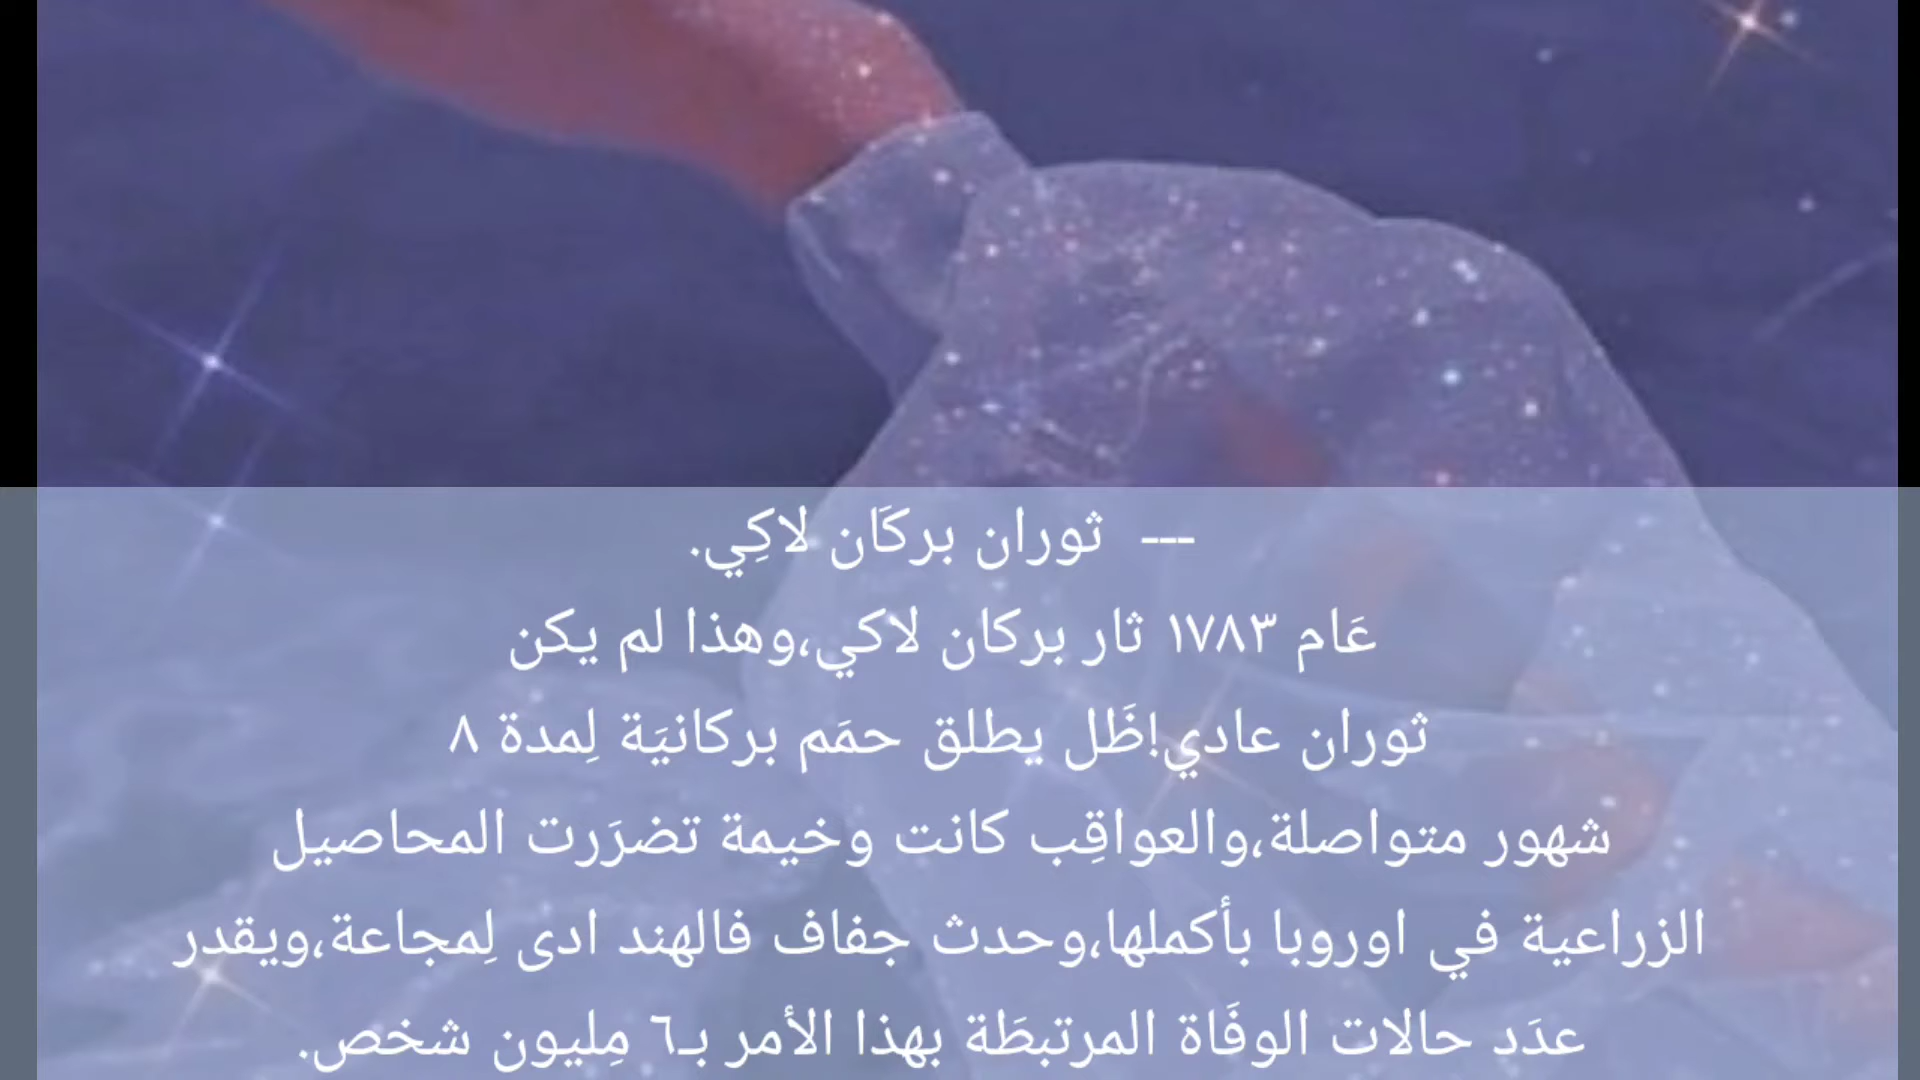 --- ثوران بركَان لاكِي.
عَام ١٧٨٣ ثار بركان لاكي،وهذا لم يكن
ثوران عادي!ظَل يطلق حمَم بركانيَة لِمدة ٨
شهور متواصلة،والعواقِب كانت وخيمة تضرَرت المحاصيل
الزراعية في اوروبا بأكملها،وحدث جفاف فالهند ادى لِمجاعة،ويقدر
عدَد حالات الوفَاة المرتبطَة بهذا الأمر بـ٦ مِليون شخص.